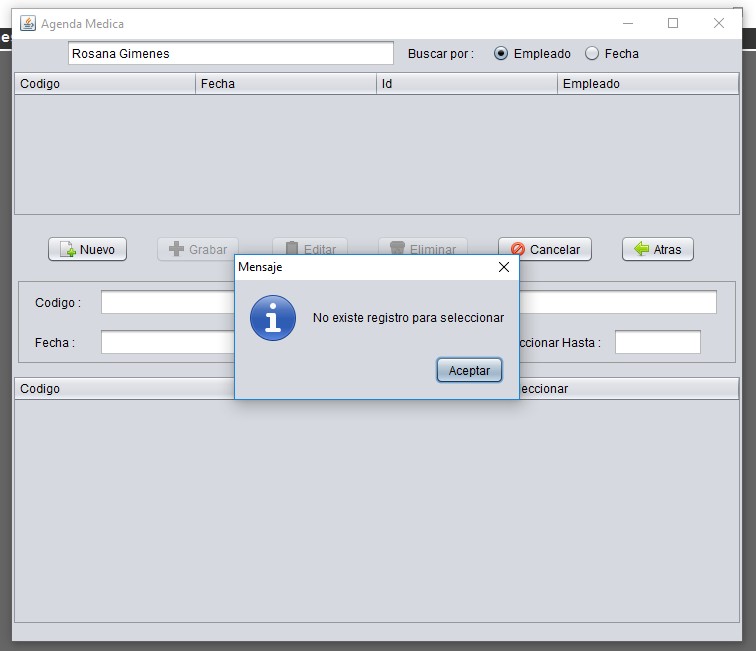 Agenda Medica
Rosana Gimenes Buscar por : Empleado Fecha
Codigo Fecha Id Empleado
Nuevo Grabar Editar Eliminar Cancelar Atras
Mensaje
Codigo :
No existe registro para seleccionar
Fecha : ccionar Hasta :
Aceptar
Codigo eccionar